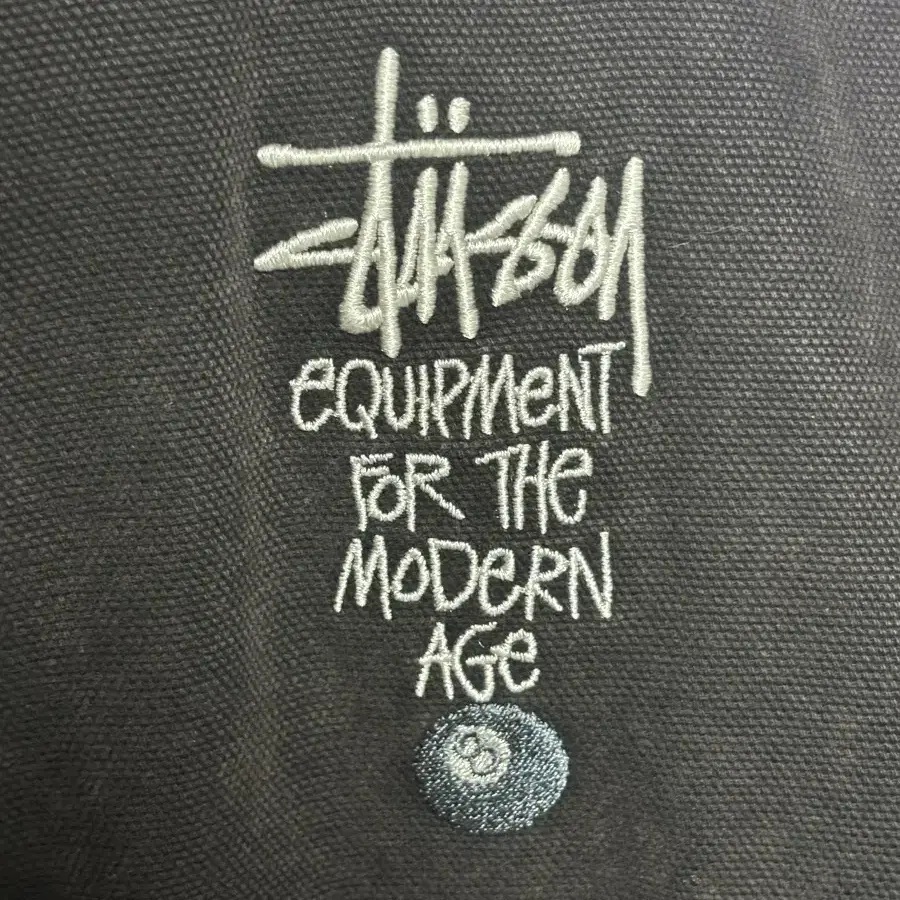 Stüssy
EQUIPMeNT
FOR THe
MoDeRN
AGe
8